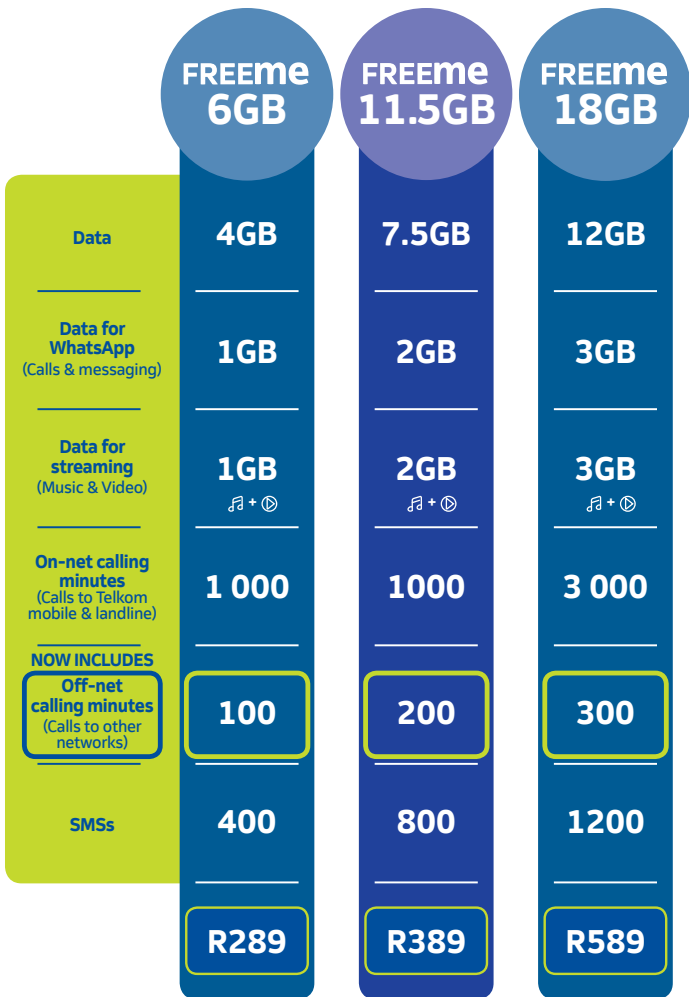 FREEme FREEme FREEme
6GB 11.5GB 18GB
Data 4GB 7.5GB 12GB
Data for
WhatsApp
(Calls & messaging)
1GB 2GB 3GB
Data for
streaming
(Music & Video)
1GB 2GB 3GB
+ + +
On-net calling
minutes
(Calls to Telkom
mobile & landline)
1 000 1000 3 000
NOW INCLUDES
Off-net
calling minutes
(Calls to other
networks)
100 200 300
SMSs 400 800 1200
R289 R389 R589